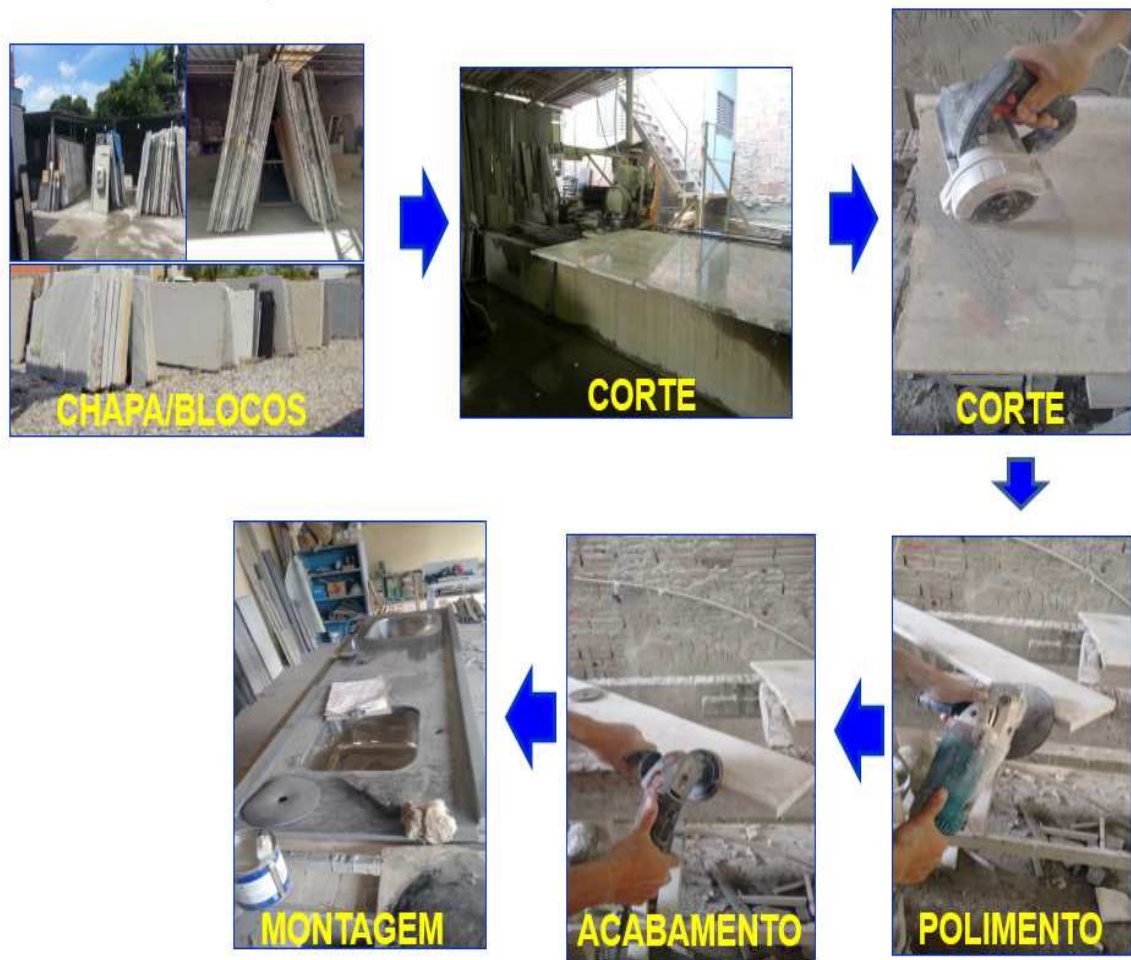 CHAPA/BLOCOS
CORTE
CORTE
POLIMENTO
ACABAMENTO
MONTAGEM